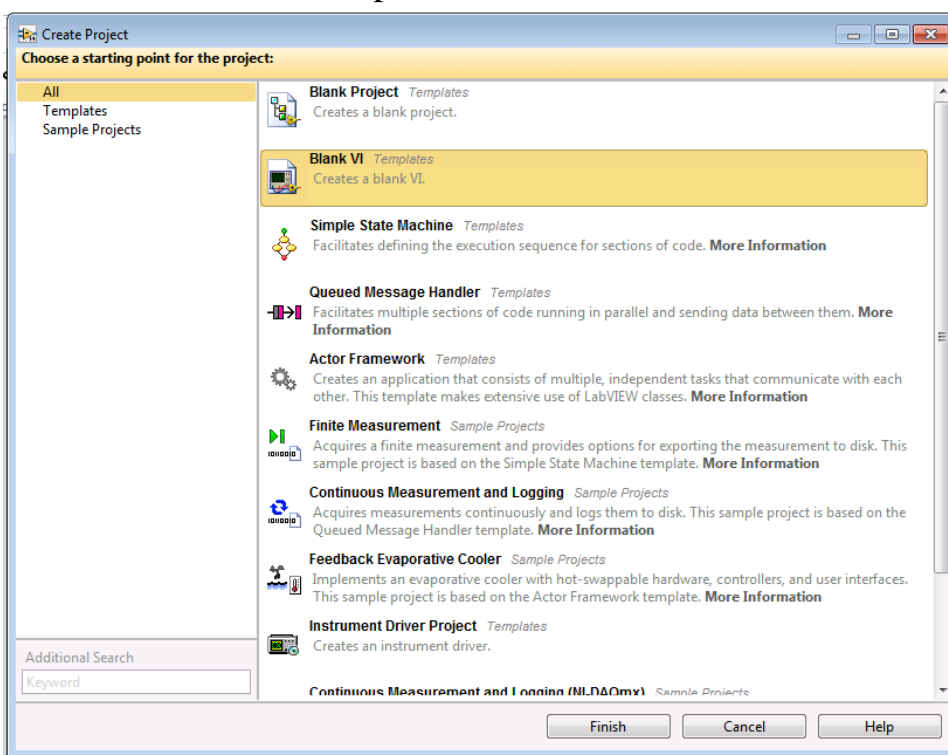 Create Project
Choose a starting point for the project:
All
Templates
Sample Projects
Blank Project Templates
Creates a blank project.
Blank VI Templates
Creates a blank VI.
Simple State Machine Templates
Facilitates defining the execution sequence for sections of code. More Information
Queued Message Handler Templates
Facilitates multiple sections of code running in parallel and sending data between them. More
Information
Actor Framework Templates
Creates an application that consists of multiple, independent tasks that communicate with each
other. This template makes extensive use of LabVIEW classes. More Information
Finite Measurement Sample Projects
Acquires a finite measurement and provides options for exporting the measurement to disk. This
sample project is based on the Simple State Machine template. More Information
Continuous Measurement and Logging Sample Projects
Acquires measurements continuously and logs them to disk. This sample project is based on the
Queued Message Handler template. More Information
Feedback Evaporative Cooler Sample Projects
Implements an evaporative cooler with hot-swappable hardware, controllers, and user interfaces.
This sample project is based on the Actor Framework template. More Information
Instrument Driver Project Templates
Creates an instrument driver.
Continuous Measurement and Logging (NI-DAQmx) Sample Projects
Additional Search
Keyword
Finish
Cancel
Help